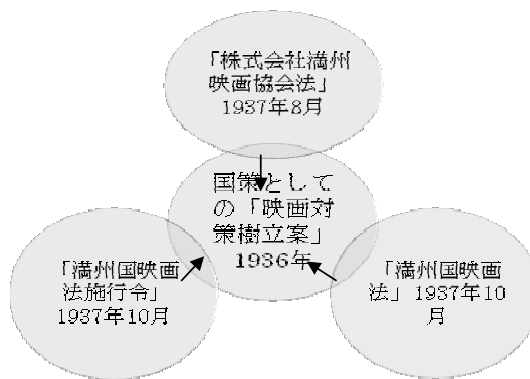 「株式会社満州
映画協会法」
1937年8月
国策として
の「映画対
策樹立案」
1936年
「満州国映画
法施行令」
1937年10月
「満州国映画
法」1937年10
月